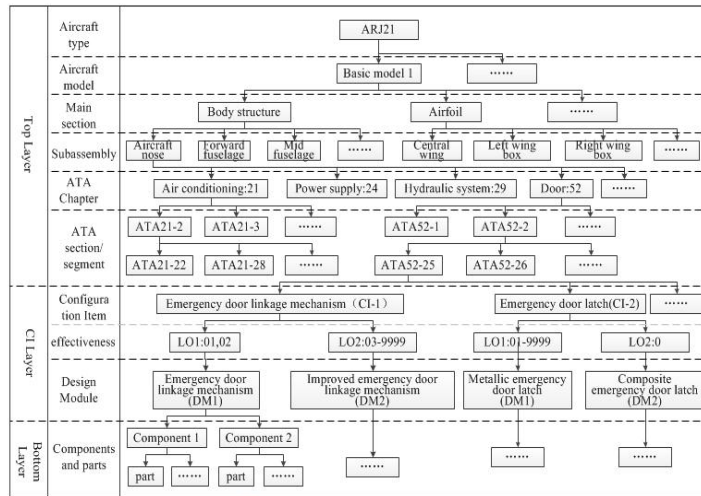 Top Layer
Aircraft
type
ARJ21
Aircraft
model
Basic model 1
······
Main
section
Body structure
Airfoil
······
Subassembly
Aircraft
nose
Forward
fuselage
Mid
fuselage
······
Central
wing
Left wing
box
Right wing
box
······
ATA
Chapter
Air conditioning:21
Power supply:24
Hydraulic system:29
Door:52
······
ATA
section/
segment
ATA21-2
ATA21-3
······
ATA52-1
ATA52-2
······
ATA21-22
ATA21-28
······
ATA52-25
ATA52-26
······
CI Layer
Configura
tion Item
Emergency door linkage mechanism（CI-1）
Emergency door latch(CI-2)
······
effectiveness
LO1:01,02
LO2:03-9999
LO1:01-9999
LO2:0
Design
Module
Emergency door
linkage mechanism
(DM1)
Improved emergency door
linkage mechanism
(DM2)
Metallic emergency
door latch
(DM1)
Composite
emergency door latch
(DM2)
Bottom
Layer
Components
and parts
Component 1
Component 2
······
······
······
part
······
part
······